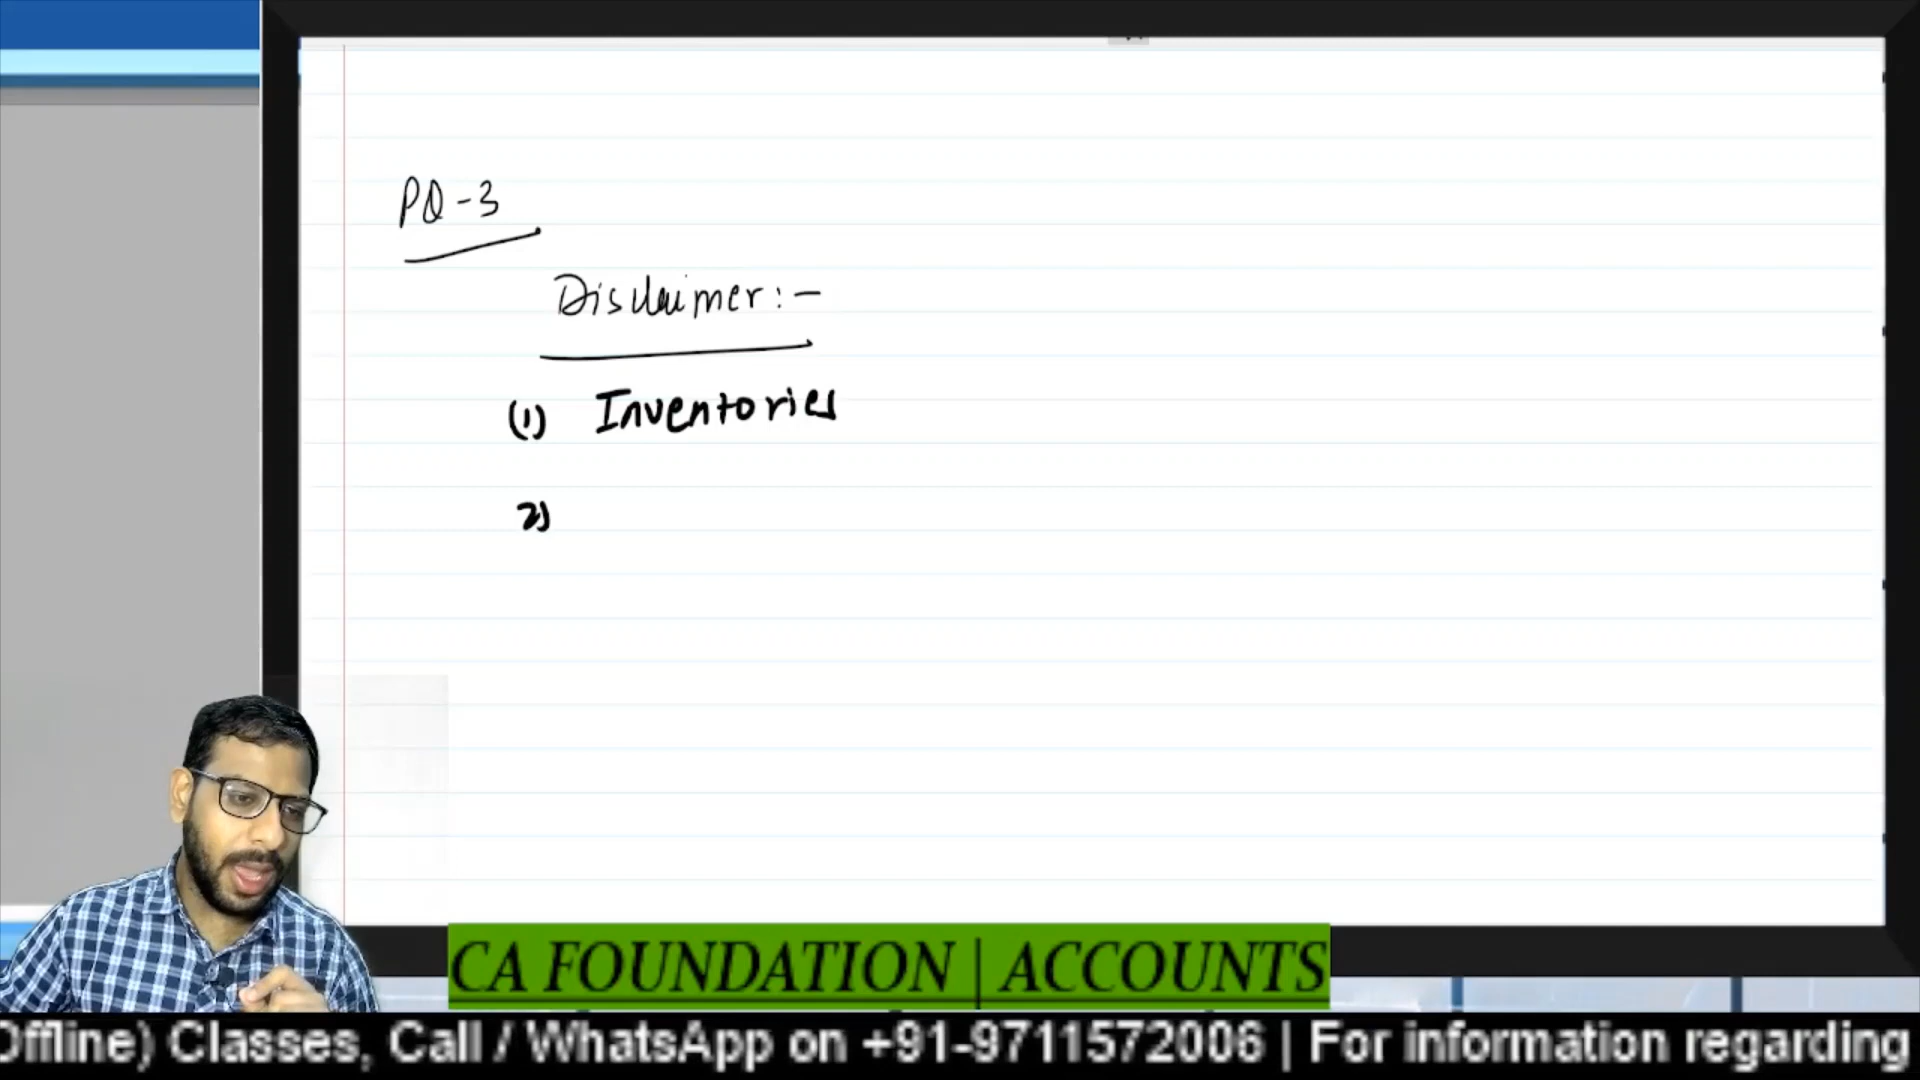 PQ-3
Disclaimer:-
(1) Inventories
2)
CA FOUNDATION | ACCOUNTS
Offline) Classes, Call / WhatsApp on +91-9711572006 | For information regarding